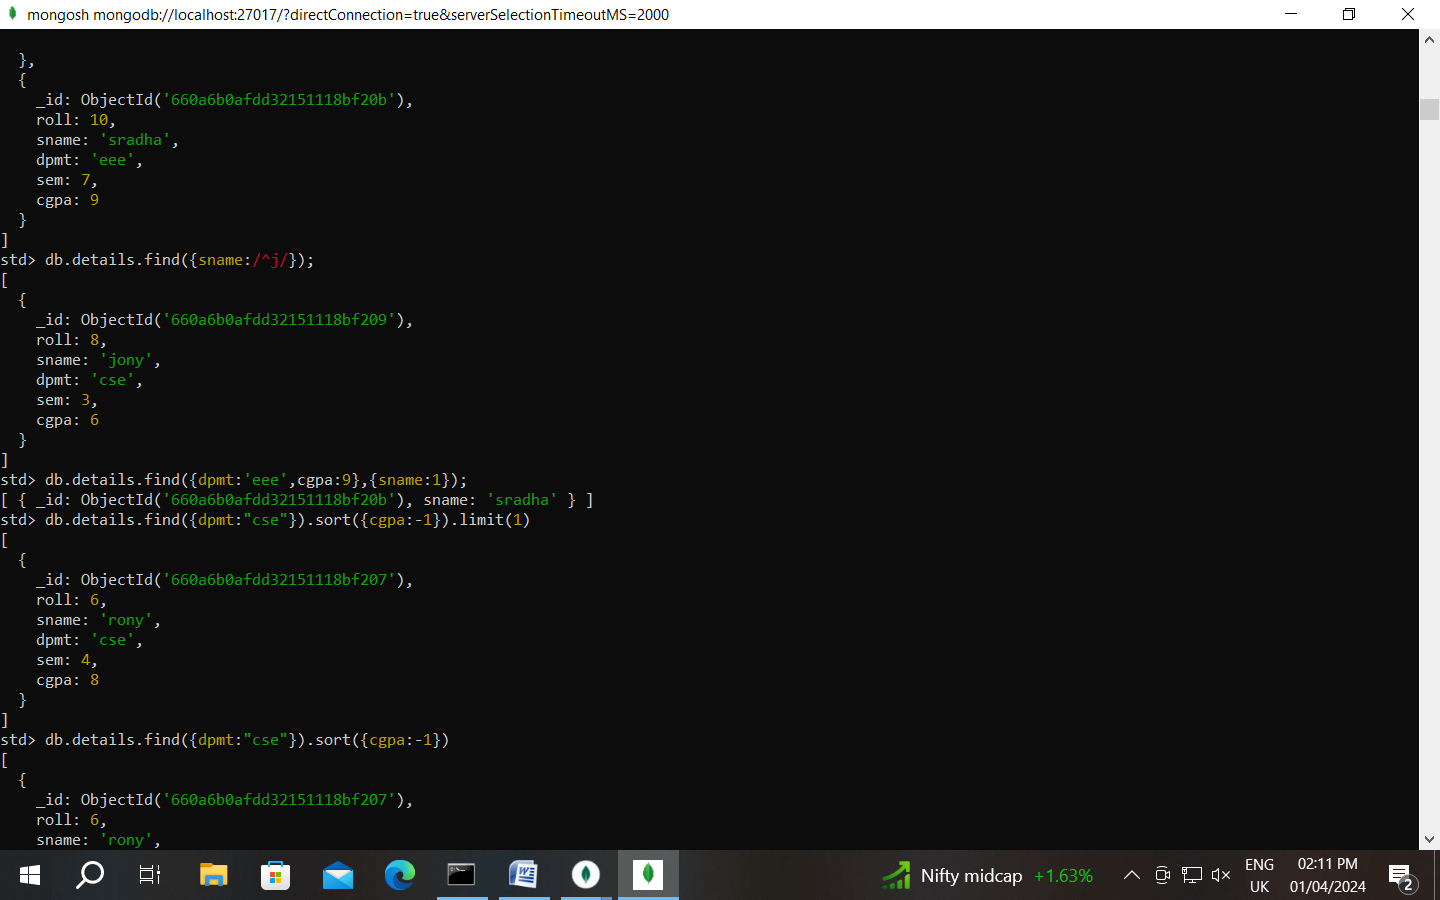 mongosh mongodb://localhost:27017/?directConnection=true&serverSelectionTimeoutMS=2000
  },
  {
    _id: ObjectId('660a6b0afdd32151118bf20b'),
    roll: 10,
    sname: 'sradha',
    dpmt: 'eee',
    sem: 7,
    cgpa: 9
  }
]
std> db.details.find({sname:/^j/});
[
  {
    _id: ObjectId('660a6b0afdd32151118bf209'),
    roll: 8,
    sname: 'jony',
    dpmt: 'cse',
    sem: 3,
    cgpa: 6
  }
]
std> db.details.find({dpmt:'eee',cgpa:9},{sname:1});
[ { _id: ObjectId('660a6b0afdd32151118bf20b'), sname: 'sradha' } ]
std> db.details.find({dpmt:"cse"}).sort({cgpa:-1}).limit(1)
[
  {
    _id: ObjectId('660a6b0afdd32151118bf207'),
    roll: 6,
    sname: 'rony',
    dpmt: 'cse',
    sem: 4,
    cgpa: 8
  }
]
std> db.details.find({dpmt:"cse"}).sort({cgpa:-1})
[
  {
    _id: ObjectId('660a6b0afdd32151118bf207'),
    roll: 6,
    sname: 'rony',
Nifty midcap +1.63%
ENG
UK
02:11 PM
01/04/2024
2